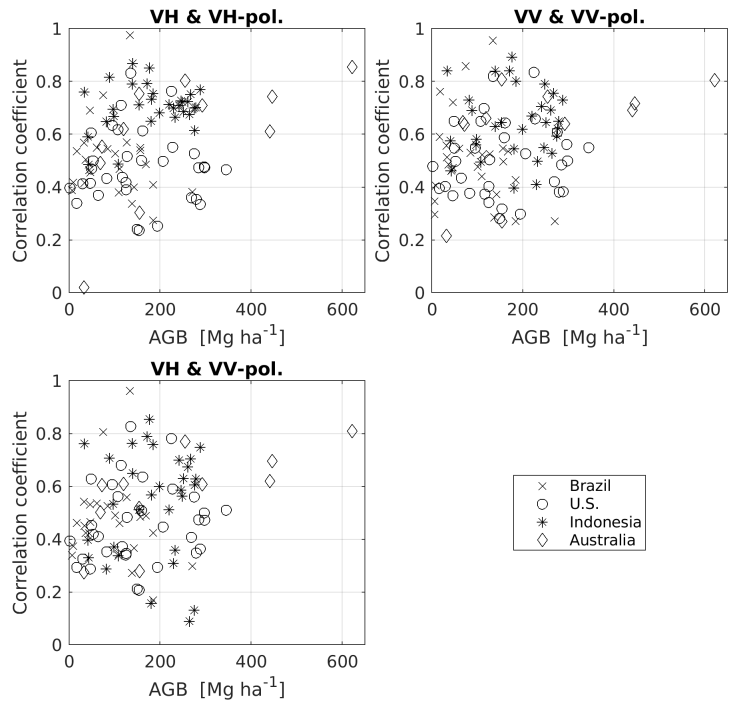 VH & VH-pol.
1
0.8
0.6
0.4
0.2
0
Correlation coefficient
0 200 400 600
AGB [Mg ha-1]
VV & VV-pol.
1
0.8
0.6
0.4
0.2
0
Correlation coefficient
0 200 400 600
AGB [Mg ha-1]
VH & VV-pol.
1
0.8
0.6
0.4
0.2
0
Correlation coefficient
0 200 400 600
AGB [Mg ha-1]
Brazil
U.S.
Indonesia
Australia